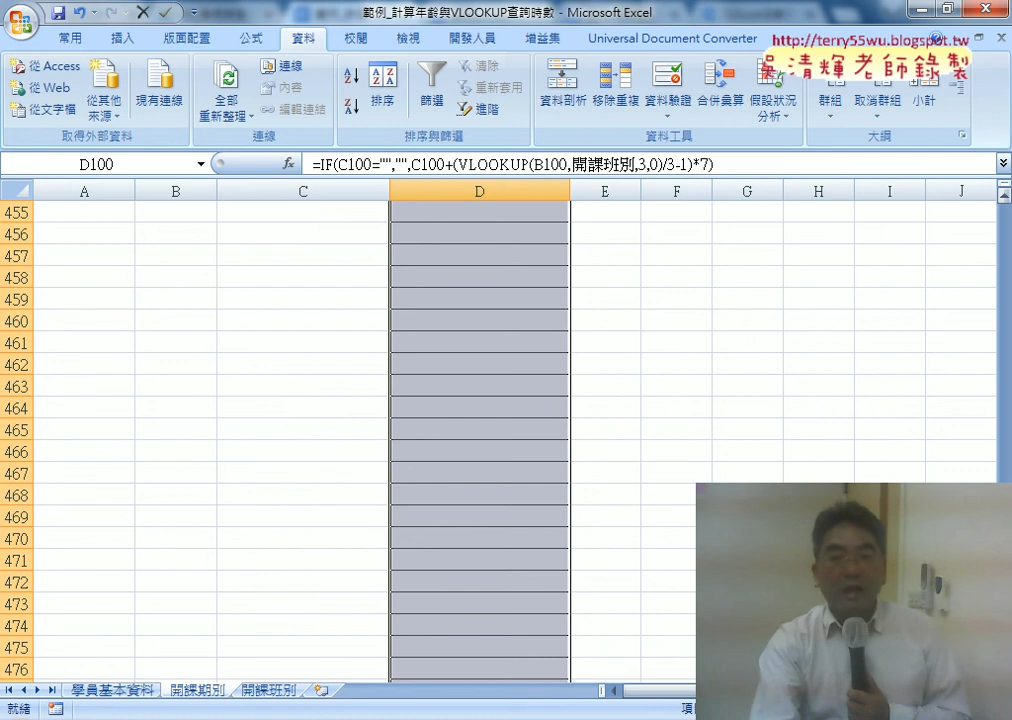 範例_計算年齡與VLOOKUP查詢時數 - Microsoft Excel
常用 插入 版面配置 公式 資料 校閱 檢視 開發人員 增益集 Universal Document Converter
http://terry55wu.blogspot.tw
吳清輝老師錄製
從 Access
從 Web
從文字檔
從其他來源
現有連線
取得外部資料
全部重新整理
連線
內容
編輯連結
連線
排序
篩選
清除
重新套用
進階
排序與篩選
資料剖析
移除重複
資料驗證
合併彙算
假設狀況分析
資料工具
群組
取消群組
小計
大綱
D100 fx =IF(C100="","",C100+(VLOOKUP(B100,開課班別,3,0)/3-1)*7)
A B C D E F G H I J
455
456
457
458
459
460
461
462
463
464
465
466
467
468
469
470
471
472
473
474
475
476
學員基本資料 開課期別 開課班別
就緒